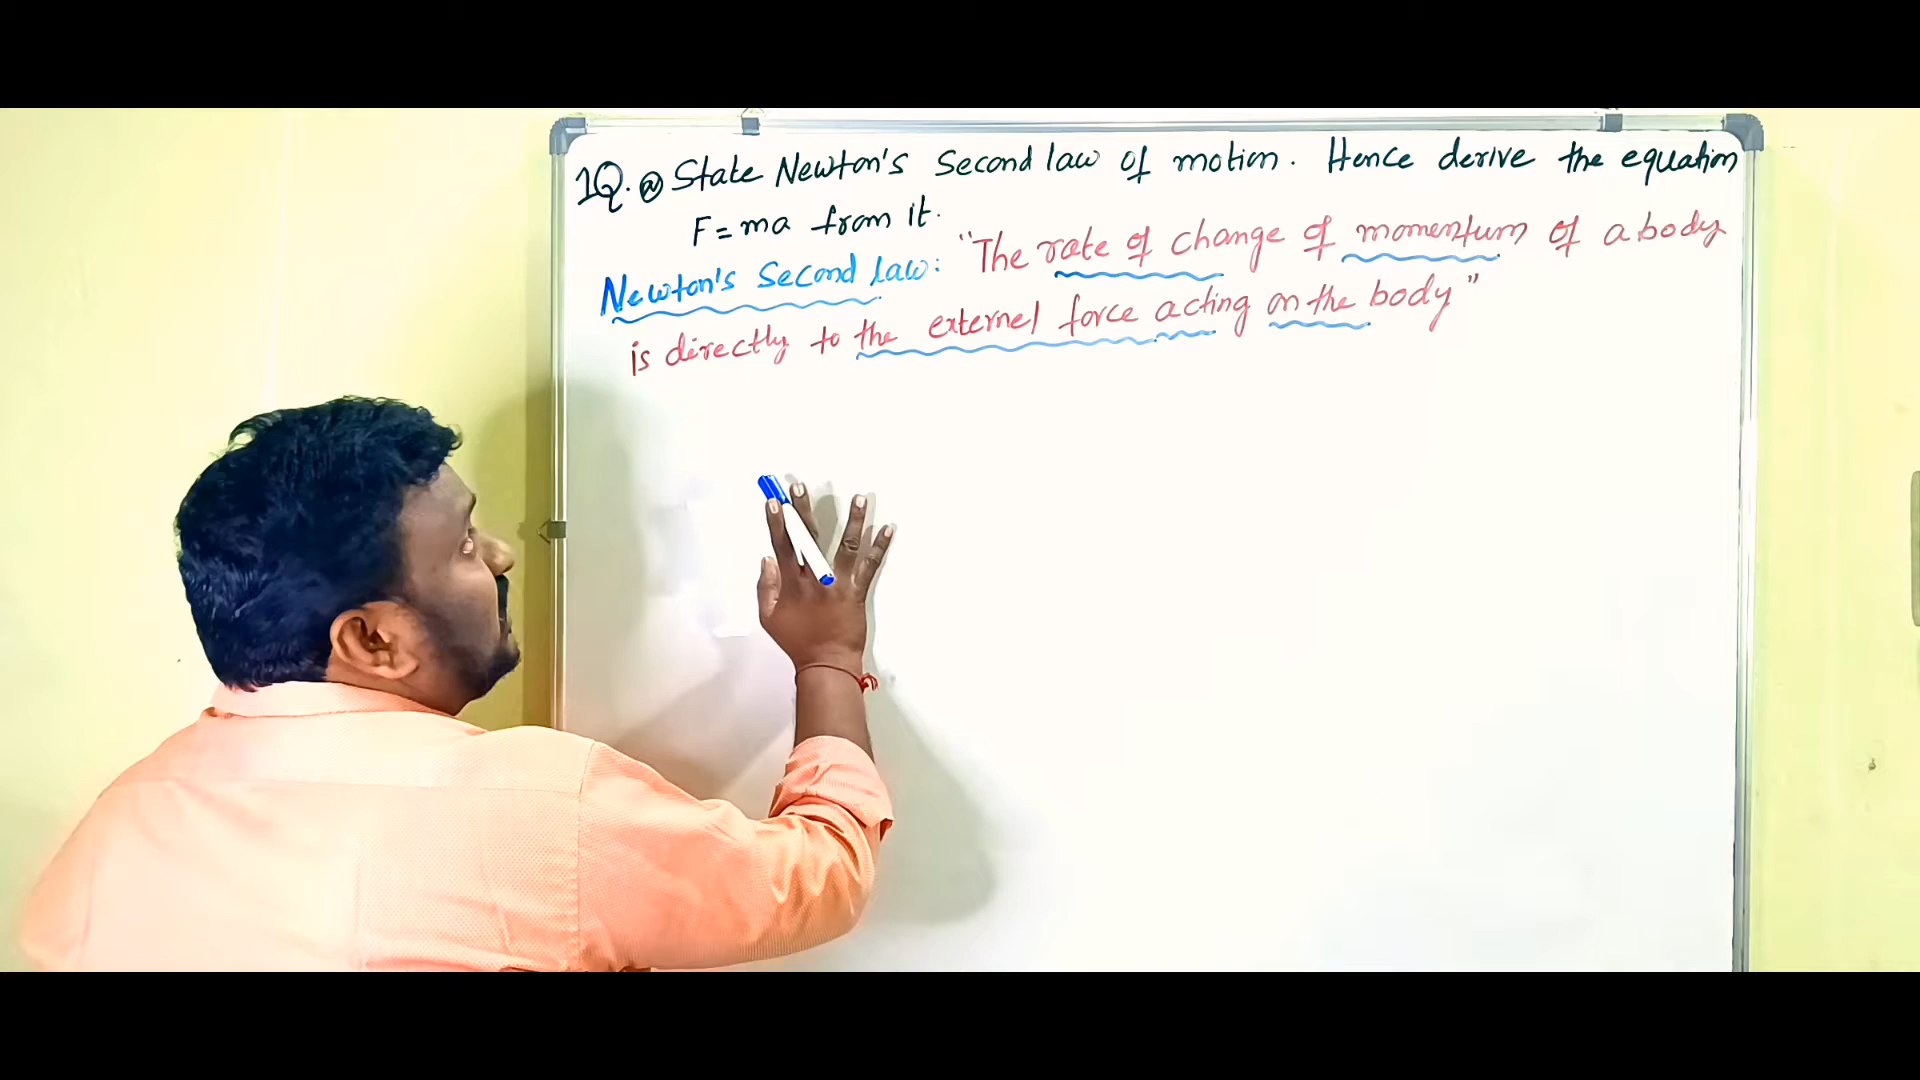 1Q. @ State Newton's Second law of motion. Hence derive the equation
F = ma from it.
Newton's Second Law: "The rate of change of momentum of a body
is directly to the external force acting on the body"